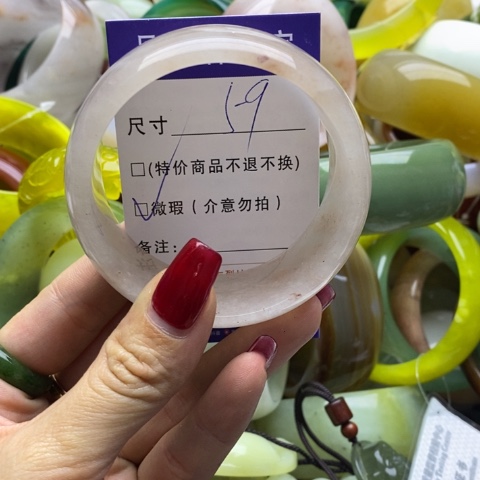 尺寸 59
□(特价商品不退不换)
☑微瑕(介意勿拍)
备注: